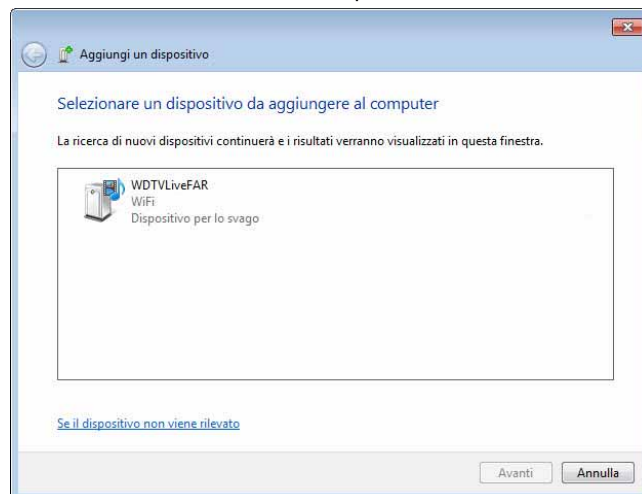 Aggiungi un dispositivo
Selezionare un dispositivo da aggiungere al computer
La ricerca di nuovi dispositivi continuerà e i risultati verranno visualizzati in questa finestra.
WDTVLiveFAR
WiFi
Dispositivo per lo svago
Se il dispositivo non viene rilevato
Avanti Annulla